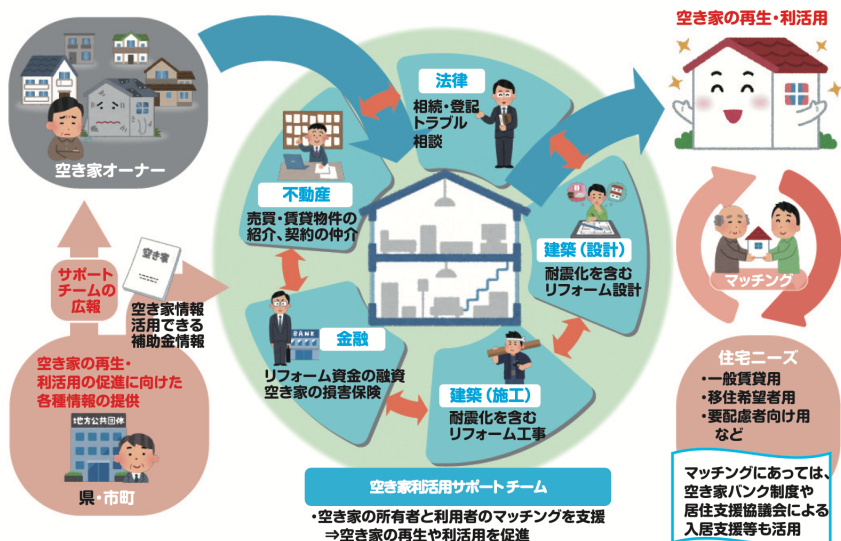 空き家オーナー
サポート
チームの
広報
空き家
空き家情報
活用できる
補助金情報
空き家の再生・
利活用の促進に向けた
各種情報の提供
地方公共団体
県・市町
法律
相続・登記
トラブル
相談
不動産
売買・賃貸物件の
紹介、契約の仲介
建築（設計）
耐震化を含む
リフォーム設計
BANK
金融
リフォーム資金の融資
空き家の損害保険
建築（施工）
耐震化を含む
リフォーム工事
空き家利活用サポートチーム
・空き家の所有者と利用者のマッチングを支援
⇒空き家の再生や利活用を促進
空き家の再生・利活用
マッチング
住宅ニーズ
・一般賃貸用
・移住希望者用
・要配慮者向け用
など
マッチングにあっては、
空き家バンク制度や
居住支援協議会による
入居支援等も活用